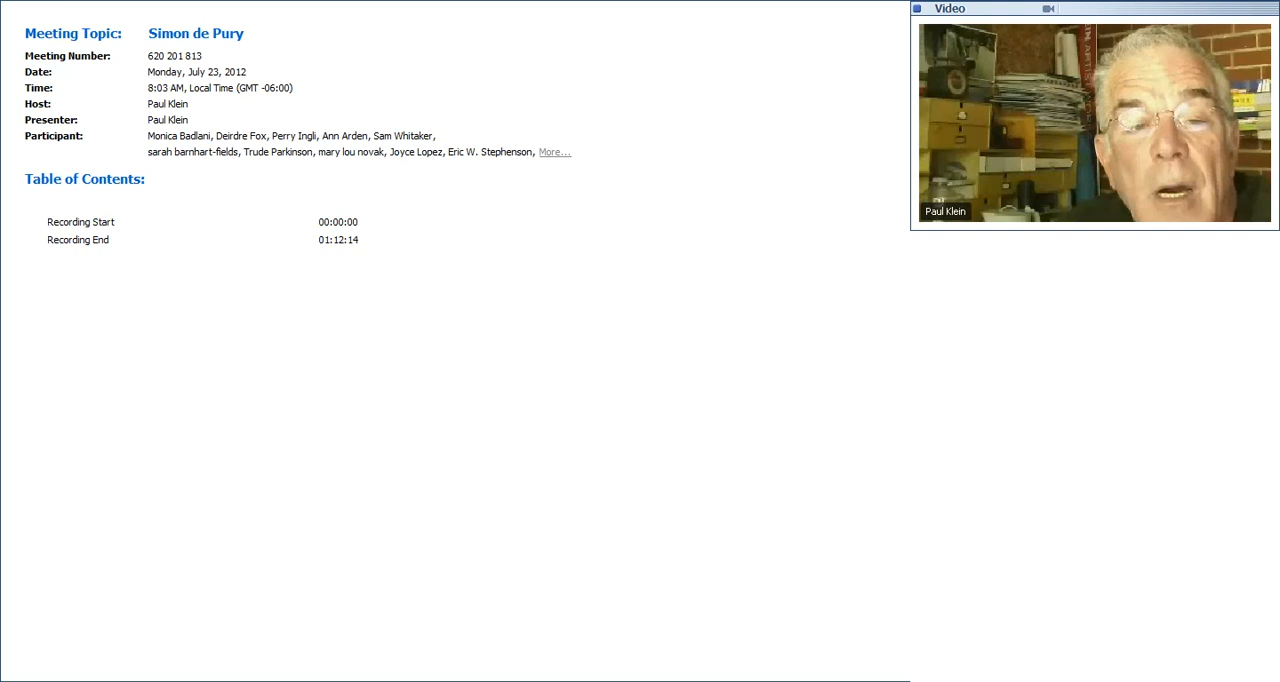 Meeting Topic: Simon de Pury
Meeting Number: 620 201 813
Date: Monday, July 23, 2012
Time: 8:03 AM, Local Time (GMT -06:00)
Host: Paul Klein
Presenter: Paul Klein
Participant: Monica Badlani, Deirdre Fox, Perry Ingli, Ann Arden, Sam Whitaker,
sarah barnhart-fields, Trude Parkinson, mary lou novak, Joyce Lopez, Eric W. Stephenson, More...
Table of Contents:
Recording Start 00:00:00
Recording End 01:12:14
Video
IN ARTIST
Paul Klein